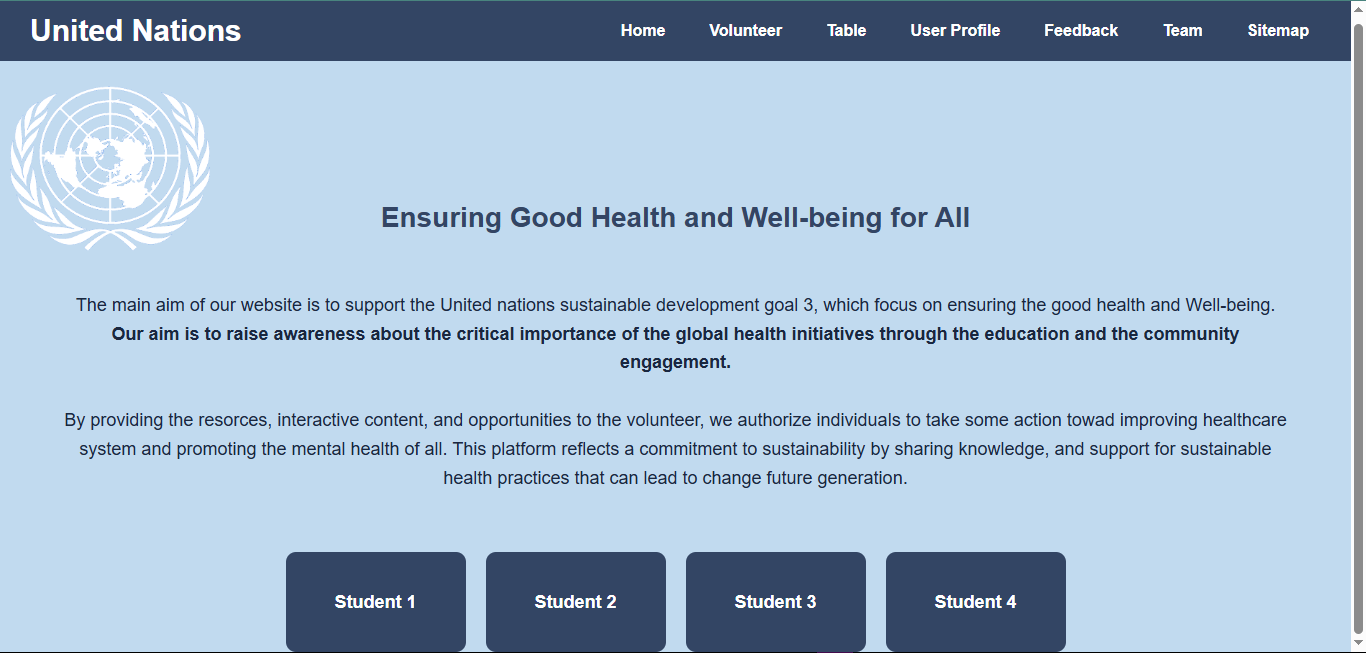 United Nations
Home Volunteer Table User Profile Feedback Team Sitemap
Ensuring Good Health and Well-being for All
The main aim of our website is to support the United nations sustainable development goal 3, which focus on ensuring the good health and Well-being.
Our aim is to raise awareness about the critical importance of the global health initiatives through the education and the community
engagement.
By providing the resorces, interactive content, and opportunities to the volunteer, we authorize individuals to take some action towad improving healthcare
system and promoting the mental health of all. This platform reflects a commitment to sustainability by sharing knowledge, and support for sustainable
health practices that can lead to change future generation.
Student 1 Student 2 Student 3 Student 4